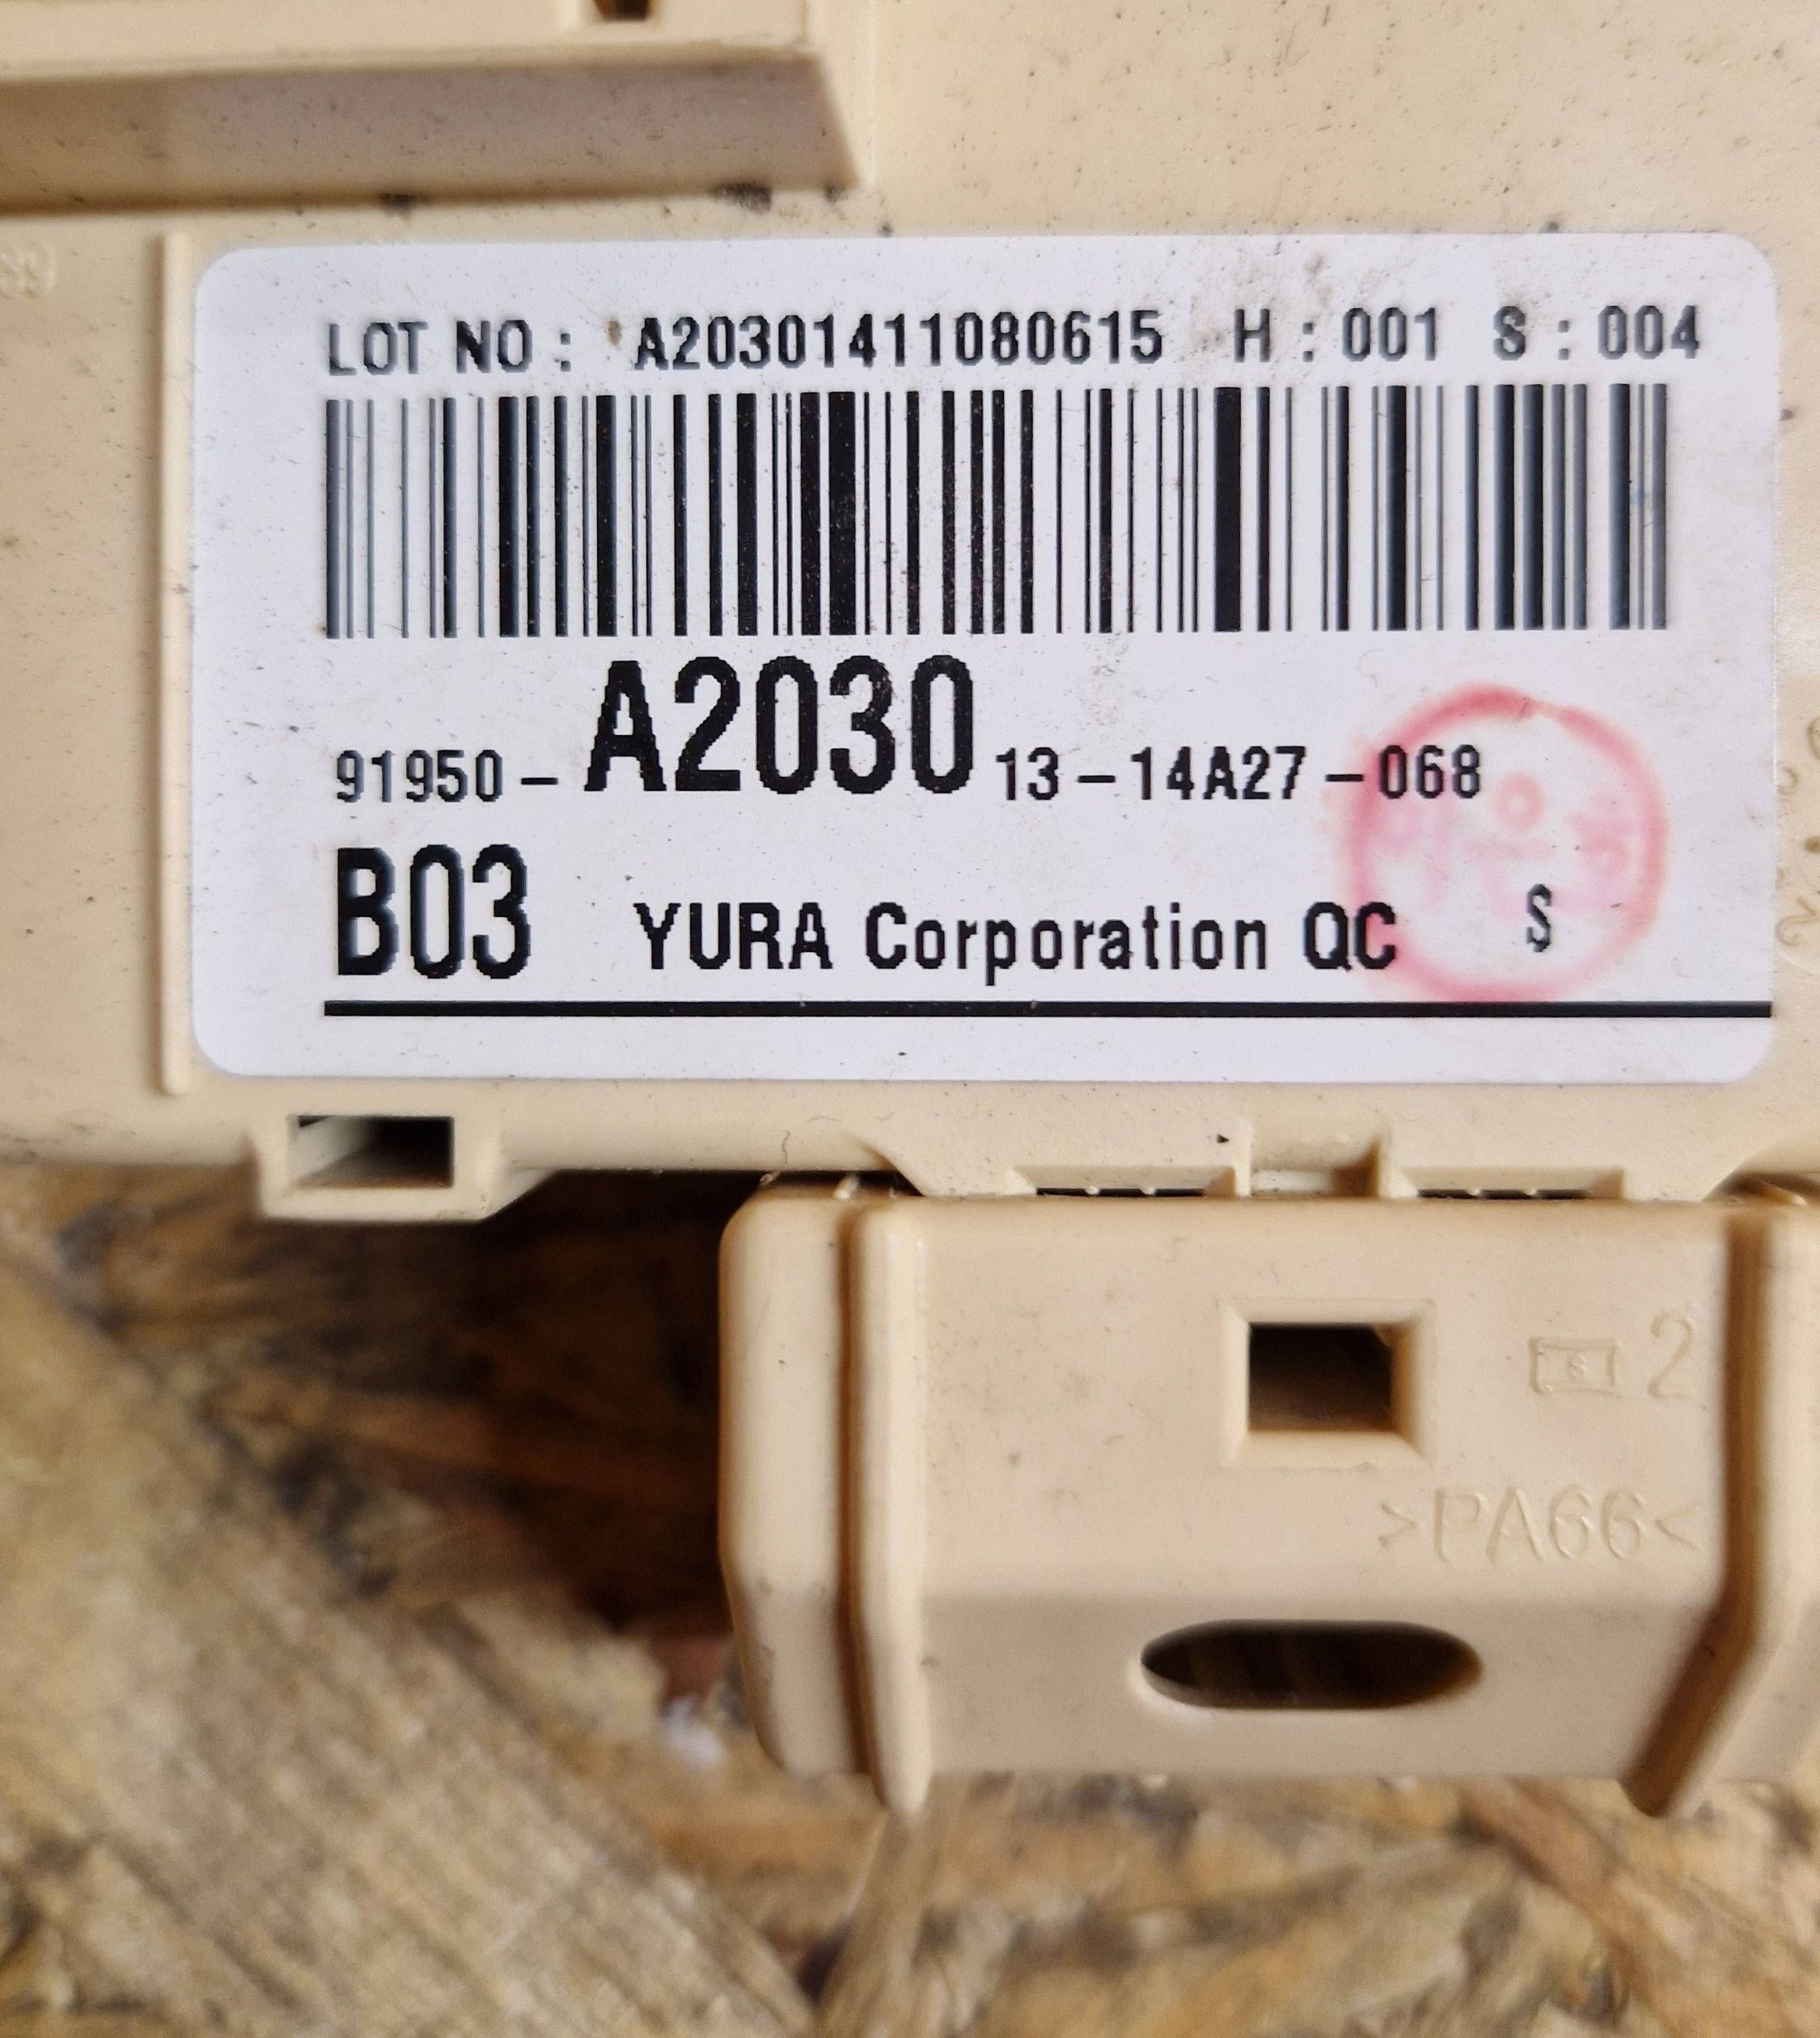 LOT NO : A20301411080615 H : 001 S : 004
91950 - A2030 13 - 14A27 - 068
B03 YURA Corporation QC $
2
>PA66<